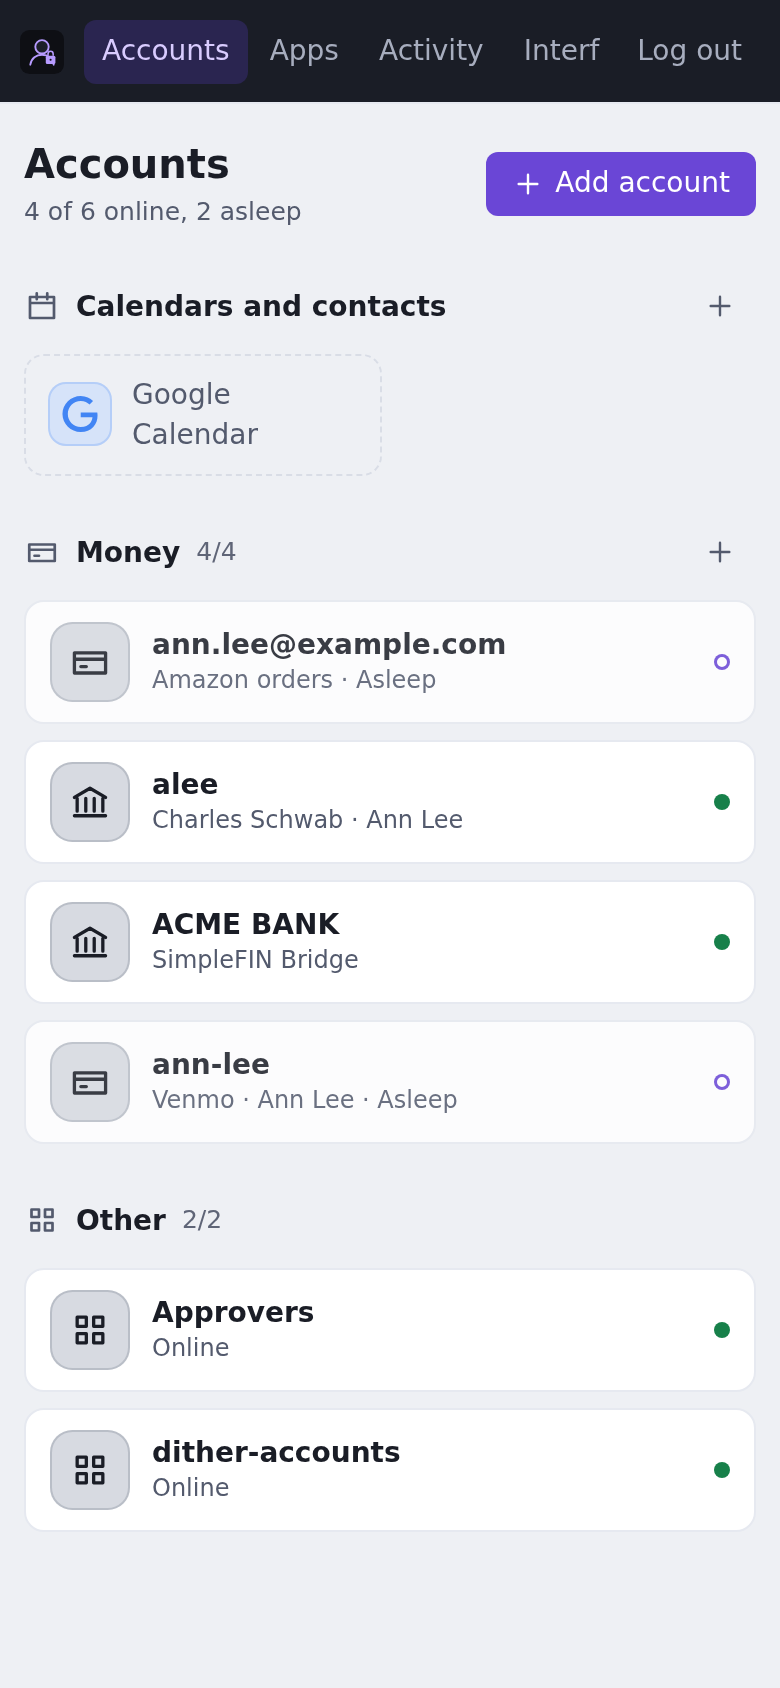 Accounts Apps Activity Interf Log out
Accounts
Add account
4 of 6 online, 2 asleep
Calendars and contacts
Google
Calendar
Money 4/4
ann.lee@example.com
Amazon orders · Asleep
alee
Charles Schwab · Ann Lee
ACME BANK
SimpleFIN Bridge
ann-lee
Venmo · Ann Lee · Asleep
Other 2/2
Approvers
Online
dither-accounts
Online